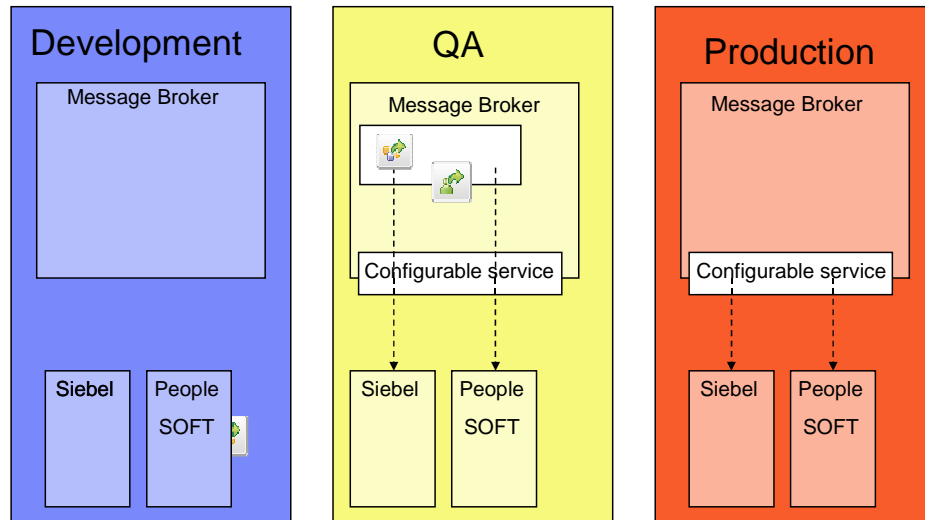 Development
Message Broker
Siebel
People
SOFT
QA
Message Broker
Configurable service
Siebel
People
SOFT
Production
Message Broker
Configurable service
Siebel
People
SOFT